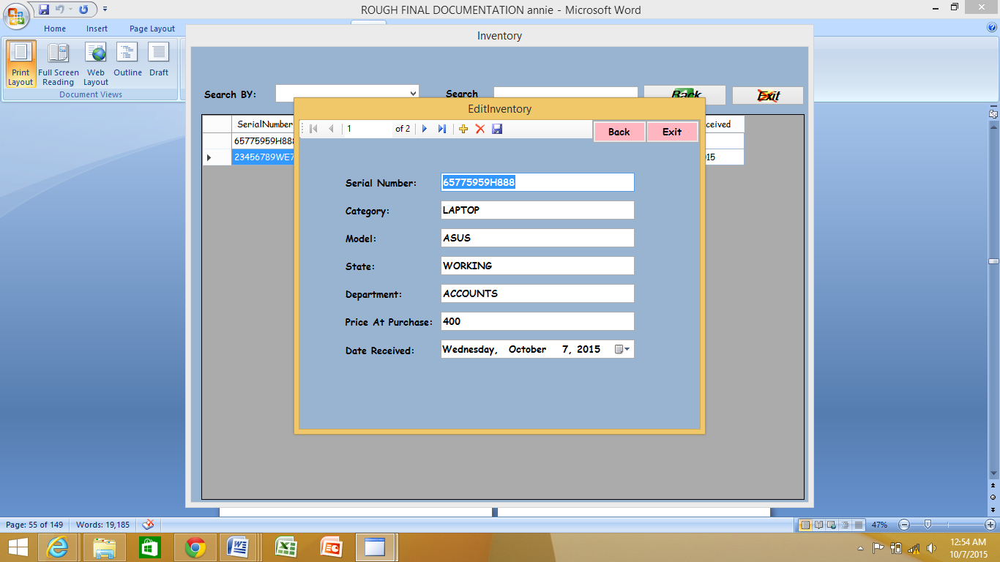 ROUGH FINAL DOCUMENTATION annie - Microsoft Word
Home Insert Page Layout
Inventory
Print Layout
Full Screen Reading
Web Layout
Outline
Draft
Document Views
Search BY:
Search
Back
Exit
EditInventory
1 of 2
Back Exit
SerialNumber
65775959H888
23456789WE7
ceived
15
Serial Number: 65775959H888
Category: LAPTOP
Model: ASUS
State: WORKING
Department: ACCOUNTS
Price At Purchase: 400
Date Received: Wednesday, October 7, 2015
Page: 55 of 149 Words: 19,185 47%
12:54 AM
10/7/2015